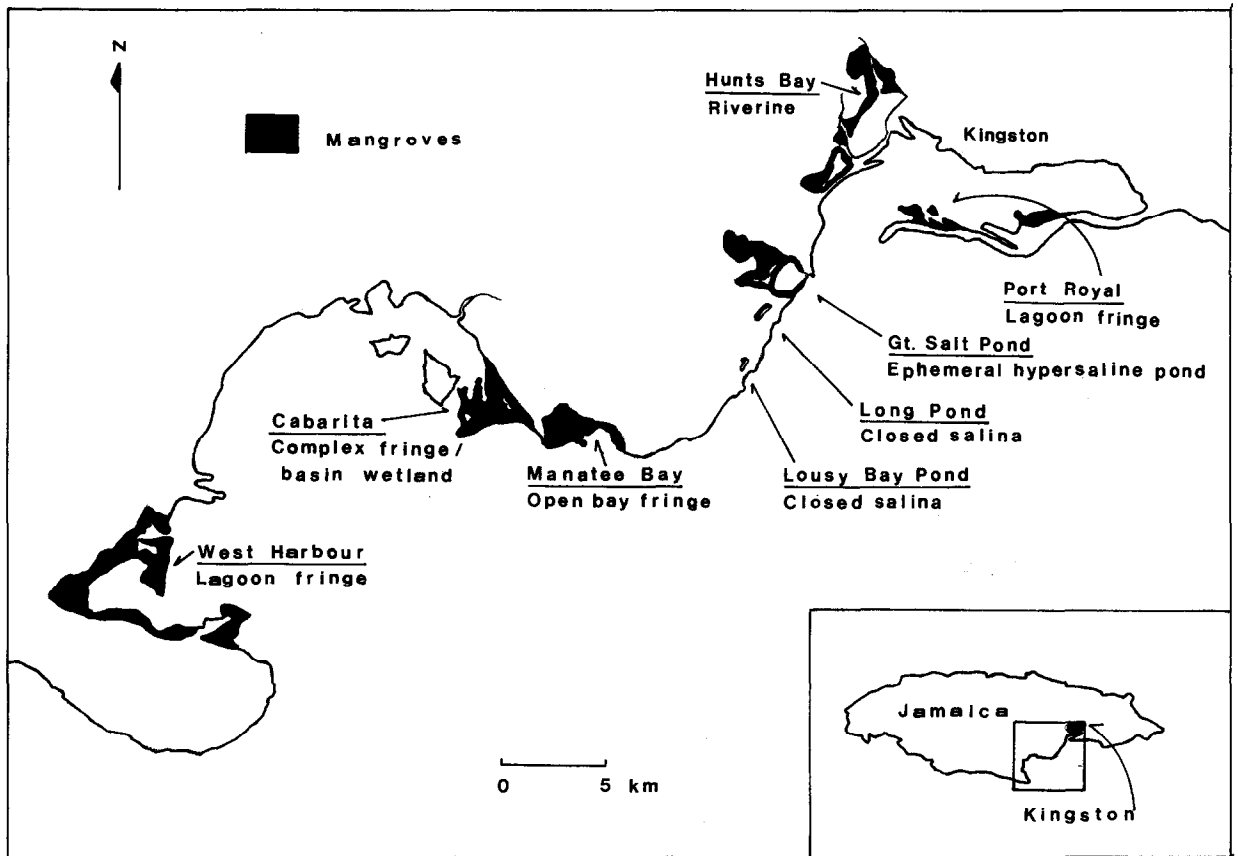 N
Mangroves
Hunts Bay
Riverine
Kingston
Port Royal
Lagoon fringe
Gt. Salt Pond
Ephemeral hypersaline pond
Long Pond
Closed salina
Lousy Bay Pond
Closed salina
Cabarita
Complex fringe/
basin wetland
Manatee Bay
Open bay fringe
West Harbour
Lagoon fringe
0 5 km
Jamaica
Kingston